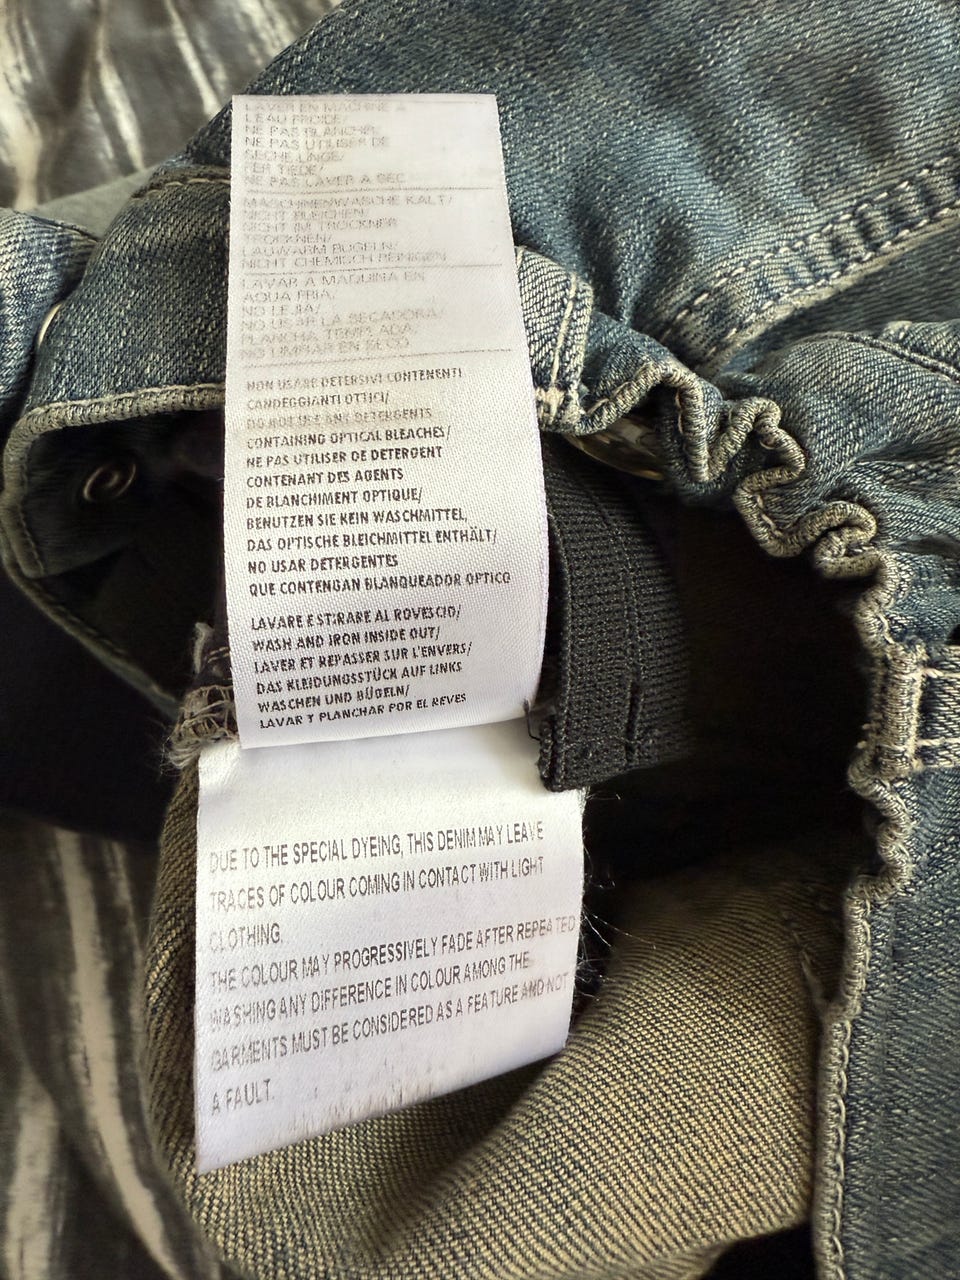 LAVER EN MACHINE A
L'EAU FROIDE/
NE PAS BLANCHIR,
NE PAS UTILISER DE
SECHE LINGE/
FER TIEDE/
NE PAS LAVER A SEC
MASCHINENWASCHE KALT/
NICHT BLEICHEN,
NICHT IM TROCKNER
TROCKNEN/
LAUWARM BUGELN/
NICHT CHEMISCH REINIGEN
LAVAR A MAQUINA EN
AQUA FRIA,
NO LEJIA/
NO USAR LA SECADORA/
PLANCHA TEMPLADA,
NO LIMPIAR EN SECO
NON USARE DETERSIVI CONTENENTI
CANDEGGIANTI OTTICI/
DO NOT USE ANY DETERGENTS
CONTAINING OPTICAL BLEACHES/
NE PAS UTILISER DE DETERGENT
CONTENANT DES AGENTS
DE BLANCHIMENT OPTIQUE/
BENUTZEN SIE KEIN WASCHMITTEL,
DAS OPTISCHE BLEICHMITTEL ENTHÄLT/
NO USAR DETERGENTES
QUE CONTENGAN BLANQUEADOR OPTICO
LAVARE E STIRARE AL ROVESCIO/
WASH AND IRON INSIDE OUT/
LAVER ET REPASSER SUR L'ENVERS/
DAS KLEIDUNGSSTÜCK AUF LINKS
WASCHEN UND BÜGELN/
LAVAR Y PLANCHAR POR EL REVES
DUE TO THE SPECIAL DYEING, THIS DENIM MAY LEAVE
TRACES OF COLOUR COMING IN CONTACT WITH LIGHT
CLOTHING.
THE COLOUR MAY PROGRESSIVELY FADE AFTER REPEATED
WASHING ANY DIFFERENCE IN COLOUR AMONG THE
GARMENTS MUST BE CONSIDERED AS A FEATURE AND NOT
A FAULT.